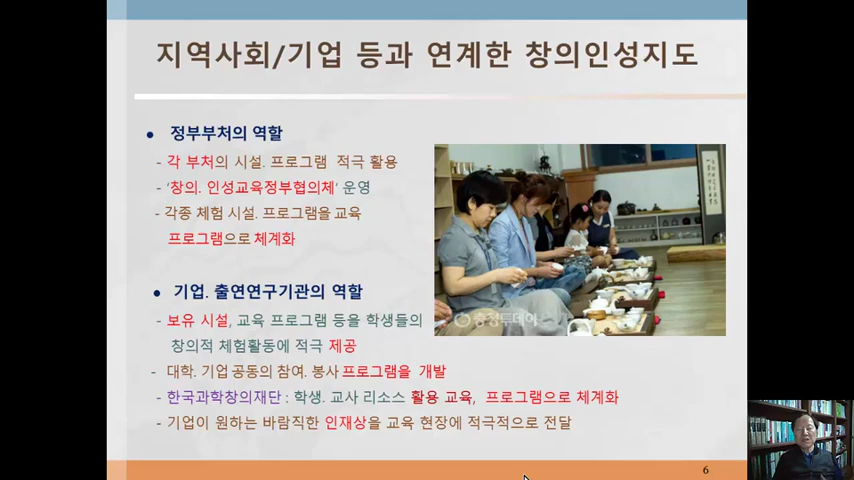 지역사회/기업 등과 연계한 창의인성지도
● 정부부처의 역할
- 각 부처의 시설. 프로그램 적극 활용
- '창의. 인성교육정부협의체' 운영
- 각종 체험 시설. 프로그램을 교육
프로그램으로 체계화
● 기업. 출연연구기관의 역할
- 보유 시설, 교육 프로그램 등을 학생들의
창의적 체험활동에 적극 제공
- 대학. 기업 공동의 참여. 봉사 프로그램을 개발
- 한국과학창의재단 : 학생. 교사 리소스 활용 교육, 프로그램으로 체계화
- 기업이 원하는 바람직한 인재상을 교육 현장에 적극적으로 전달
충청투데이
6